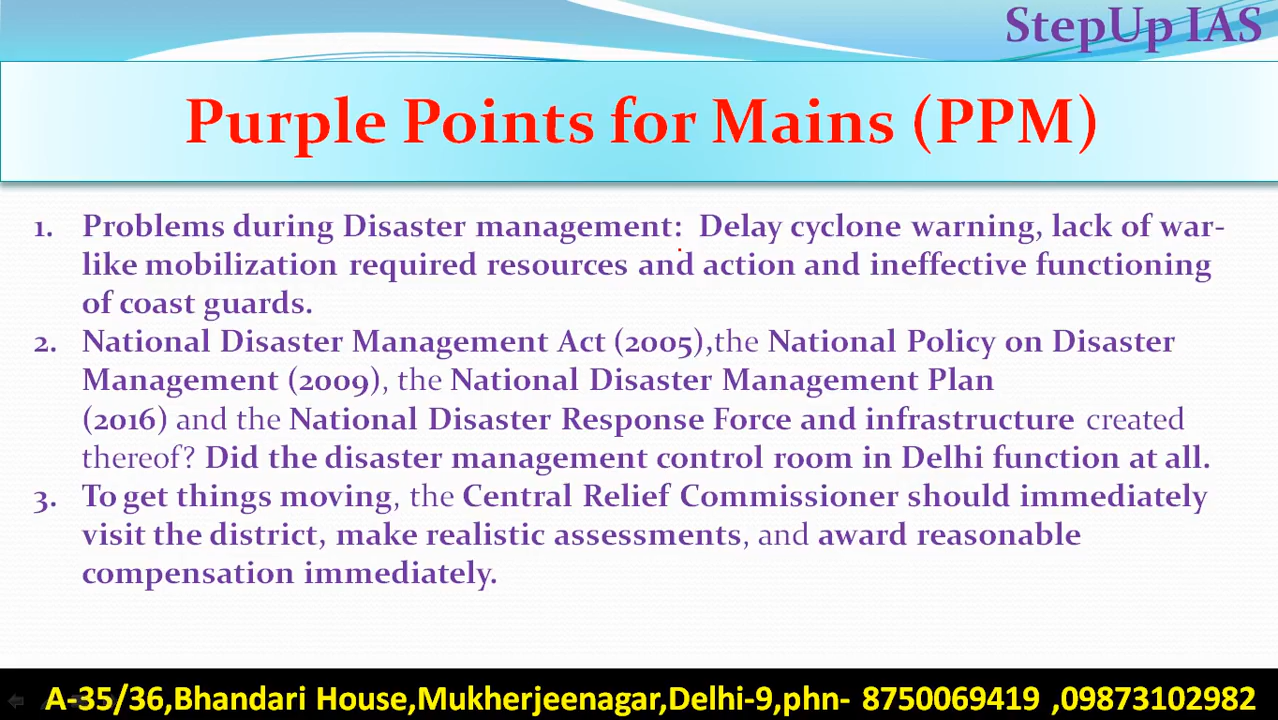 StepUp IAS
Purple Points for Mains (PPM)
1. Problems during Disaster management: Delay cyclone warning, lack of war-
like mobilization required resources and action and ineffective functioning
of coast guards.
2. National Disaster Management Act (2005),the National Policy on Disaster
Management (2009), the National Disaster Management Plan
(2016) and the National Disaster Response Force and infrastructure created
thereof? Did the disaster management control room in Delhi function at all.
3. To get things moving, the Central Relief Commissioner should immediately
visit the district, make realistic assessments, and award reasonable
compensation immediately.
A-35/36,Bhandari House,Mukherjeenagar,Delhi-9,phn- 8750069419 ,09873102982